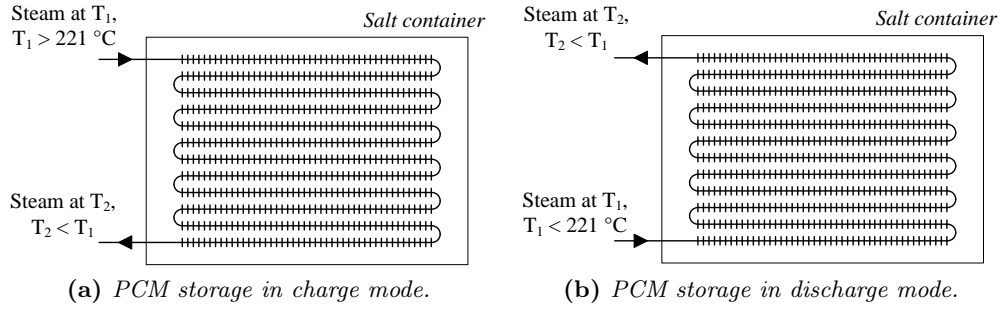 Steam at T1,
T1 > 221 °C
Salt container
Steam at T2,
T2 < T1
(a) PCM storage in charge mode.
Steam at T2,
T2 < T1
Salt container
Steam at T1,
T1 < 221 °C
(b) PCM storage in discharge mode.